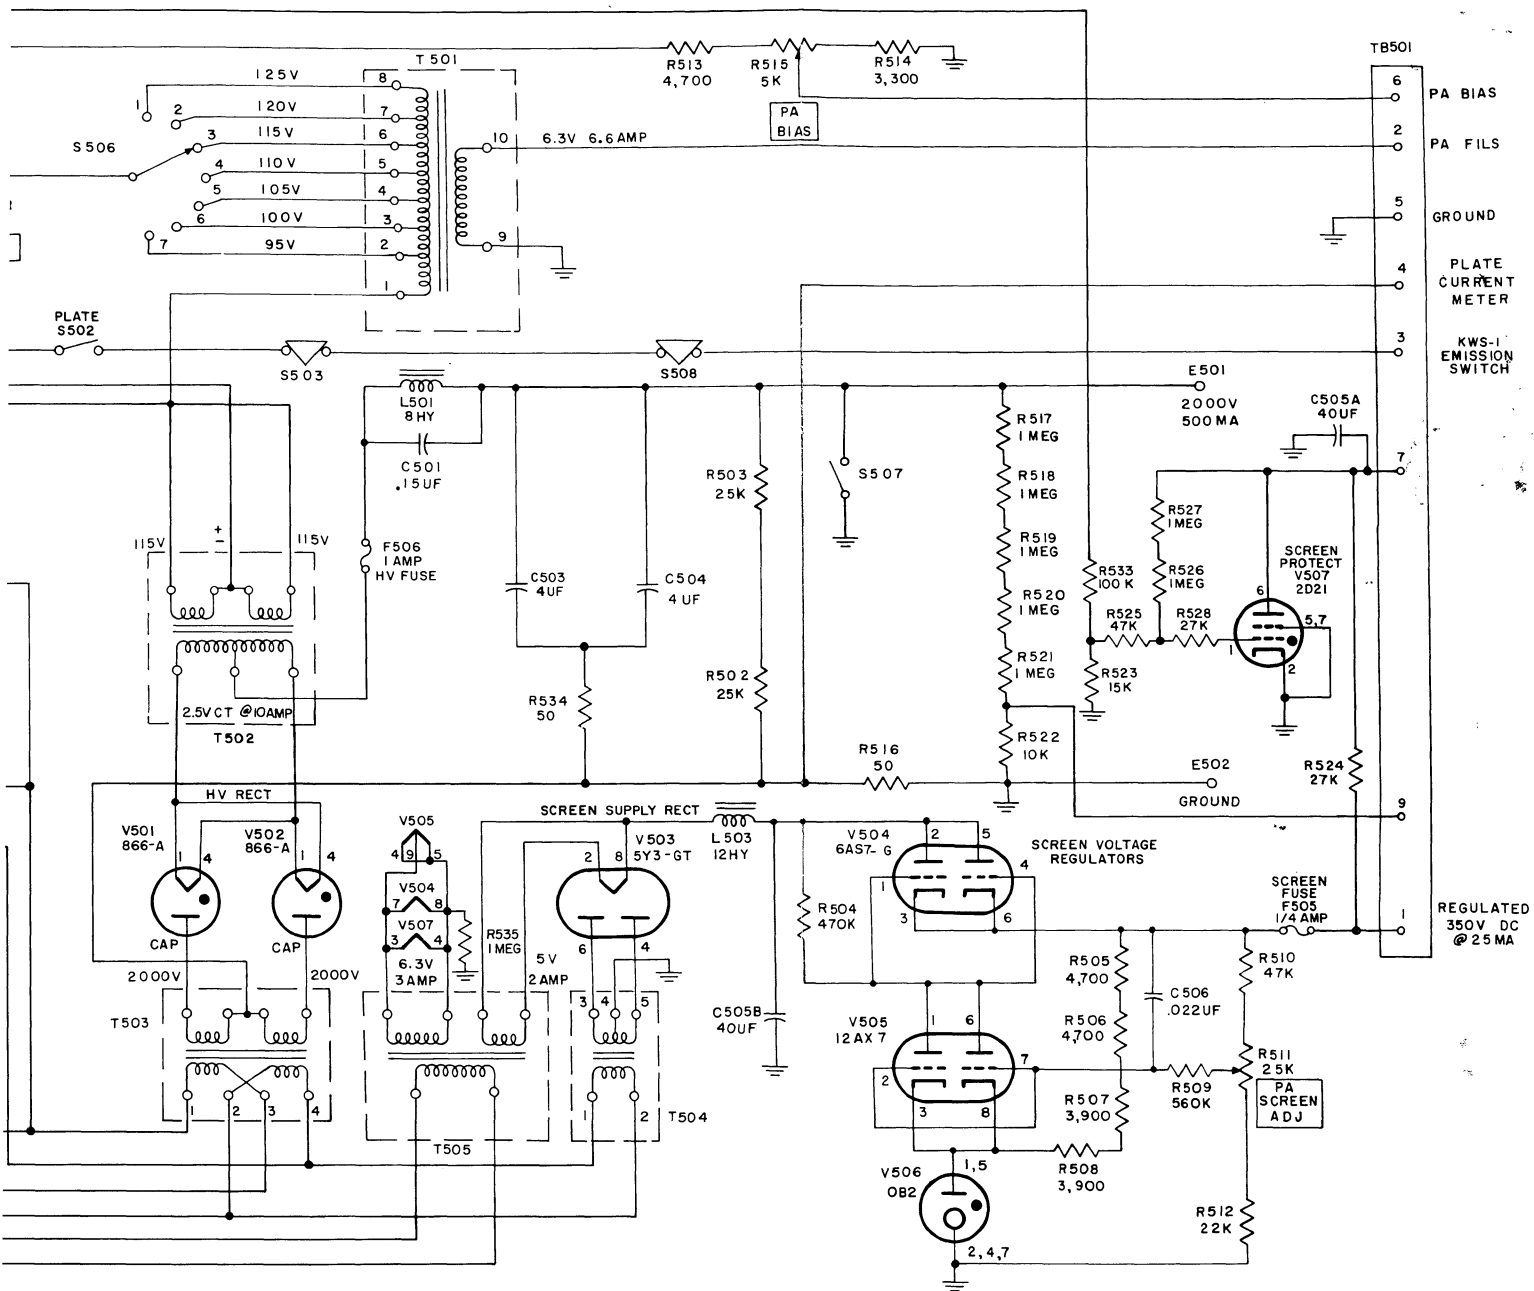 T501
R513
4,700
R515
5K
R514
3,300
PA
BIAS
TB501
6
PA BIAS
2
PA FILS
5
GROUND
4
PLATE
CURRENT
METER
3
KWS-1
EMISSION
SWITCH
S506
1
2
3
4
5
6
7
125V
120V
115V
110V
105V
100V
95V
8
7
6
5
4
3
2
1
10
9
6.3V 6.6AMP
PLATE
S502
S503
S508
L501
8HY
C501
.15UF
E501
2000V
500MA
C505A
40UF
7
R503
25K
S507
R517
1MEG
R518
1MEG
R519
1MEG
R520
1MEG
R521
1MEG
R522
10K
R527
1MEG
R526
1MEG
R533
100K
R525
47K
R528
27K
R523
15K
SCREEN
PROTECT
V507
2D21
6
5,7
1
2
115V
+
−
115V
F506
1AMP
HV FUSE
C503
4UF
C504
4UF
R534
50
R502
25K
2.5VCT @10AMP
T502
R516
50
E502
GROUND
R524
27K
9
HV RECT
V501
866-A
1
4
V502
866-A
1
4
CAP
CAP
2000V
2000V
T503
1
2
3
4
V505
4
9
5
V504
7
8
V507
3
4
6.3V
3AMP
R535
1MEG
5V
2AMP
T505
SCREEN SUPPLY RECT
V503
5Y3-GT
2
8
6
4
3
4
5
1
2
T504
L503
12HY
C505B
40UF
R504
470K
V504
6AS7-G
2
5
1
4
3
6
SCREEN VOLTAGE
REGULATORS
SCREEN
FUSE
F505
1/4AMP
1
REGULATED
350V DC
@25MA
R505
4,700
R506
4,700
R507
3,900
R508
3,900
C506
.022UF
R510
47K
R511
25K
PA
SCREEN
ADJ
R509
560K
R512
22K
V505
12AX7
1
6
2
7
3
8
V506
OB2
1,5
2,4,7